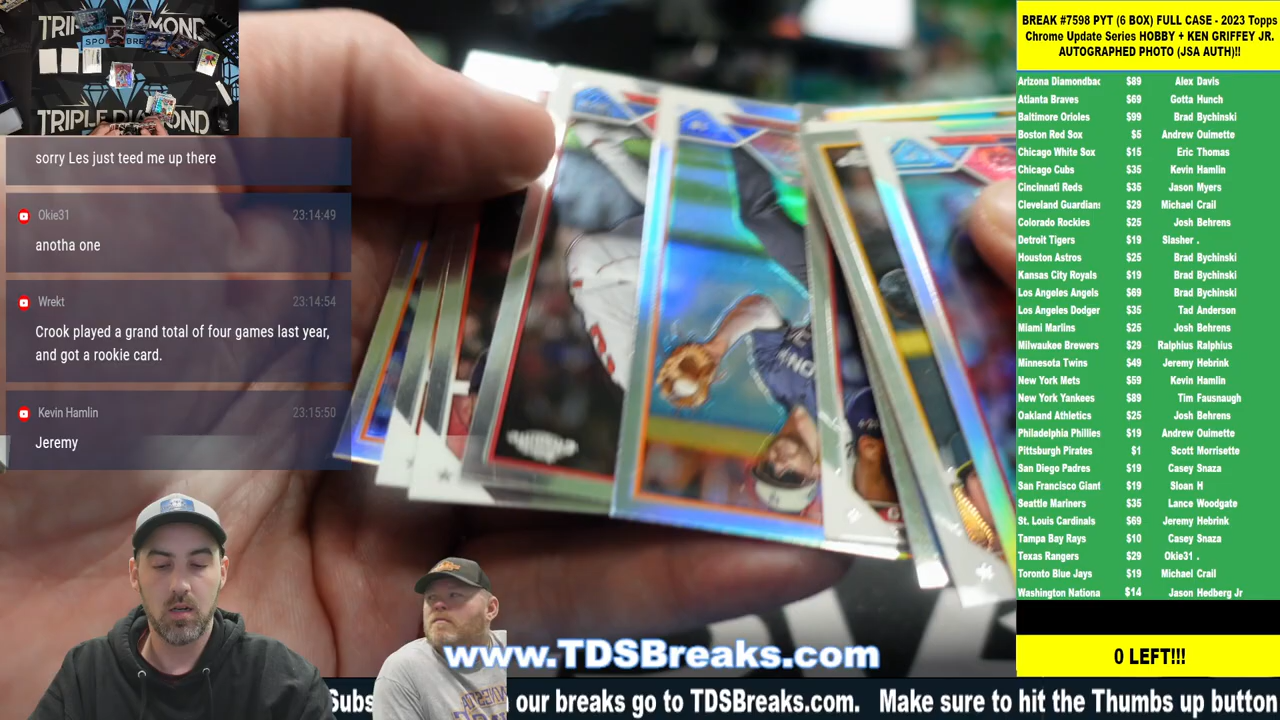 TRIPLE DIAMOND
TRIPLE DIAMOND
sorry Les just teed me up there
Okie31 23:14:49
anotha one
Wrekt 23:14:54
Crook played a grand total of four games last year,
and got a rookie card.
Kevin Hamlin 23:15:50
Jeremy
www.TDSBreaks.com
Subs our breaks go to TDSBreaks.com. Make sure to hit the Thumbs up button
BREAK #7598 PYT (6 BOX) FULL CASE - 2023 Topps
Chrome Update Series HOBBY + KEN GRIFFEY JR.
AUTOGRAPHED PHOTO (JSA AUTH)!!
Arizona Diamondbac $89 Alex Davis
Atlanta Braves $69 Gotta Hunch
Baltimore Orioles $99 Brad Bychinski
Boston Red Sox $5 Andrew Ouimette
Chicago White Sox $15 Eric Thomas
Chicago Cubs $35 Kevin Hamlin
Cincinnati Reds $35 Jason Myers
Cleveland Guardians $29 Michael Crail
Colorado Rockies $25 Josh Behrens
Detroit Tigers $19 Slasher .
Houston Astros $25 Brad Bychinski
Kansas City Royals $19 Brad Bychinski
Los Angeles Angels $69 Brad Bychinski
Los Angeles Dodger $35 Tad Anderson
Miami Marlins $25 Josh Behrens
Milwaukee Brewers $29 Ralphius Ralphius
Minnesota Twins $49 Jeremy Hebrink
New York Mets $59 Kevin Hamlin
New York Yankees $89 Tim Fausnaugh
Oakland Athletics $25 Josh Behrens
Philadelphia Phillies $19 Andrew Ouimette
Pittsburgh Pirates $1 Scott Morrisette
San Diego Padres $19 Casey Snaza
San Francisco Giant $19 Sloan H
Seattle Mariners $35 Lance Woodgate
St. Louis Cardinals $69 Jeremy Hebrink
Tampa Bay Rays $10 Casey Snaza
Texas Rangers $29 Okie31 .
Toronto Blue Jays $19 Michael Crail
Washington Nationa $14 Jason Hedberg Jr
0 LEFT!!!